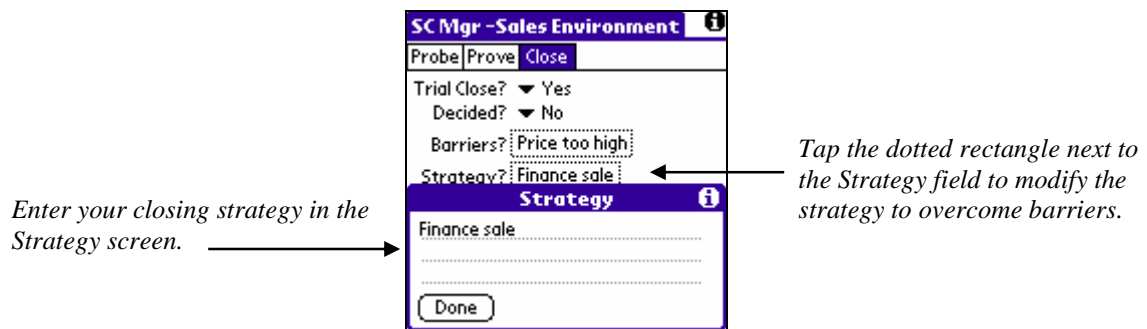 SC Mgr - Sales Environment
Probe Prove Close
Trial Close? Yes
Decided? No
Barriers? Price too high
Strategy? Finance sale
Strategy
Finance sale
Done
Enter your closing strategy in the
Strategy screen.
Tap the dotted rectangle next to
the Strategy field to modify the
strategy to overcome barriers.